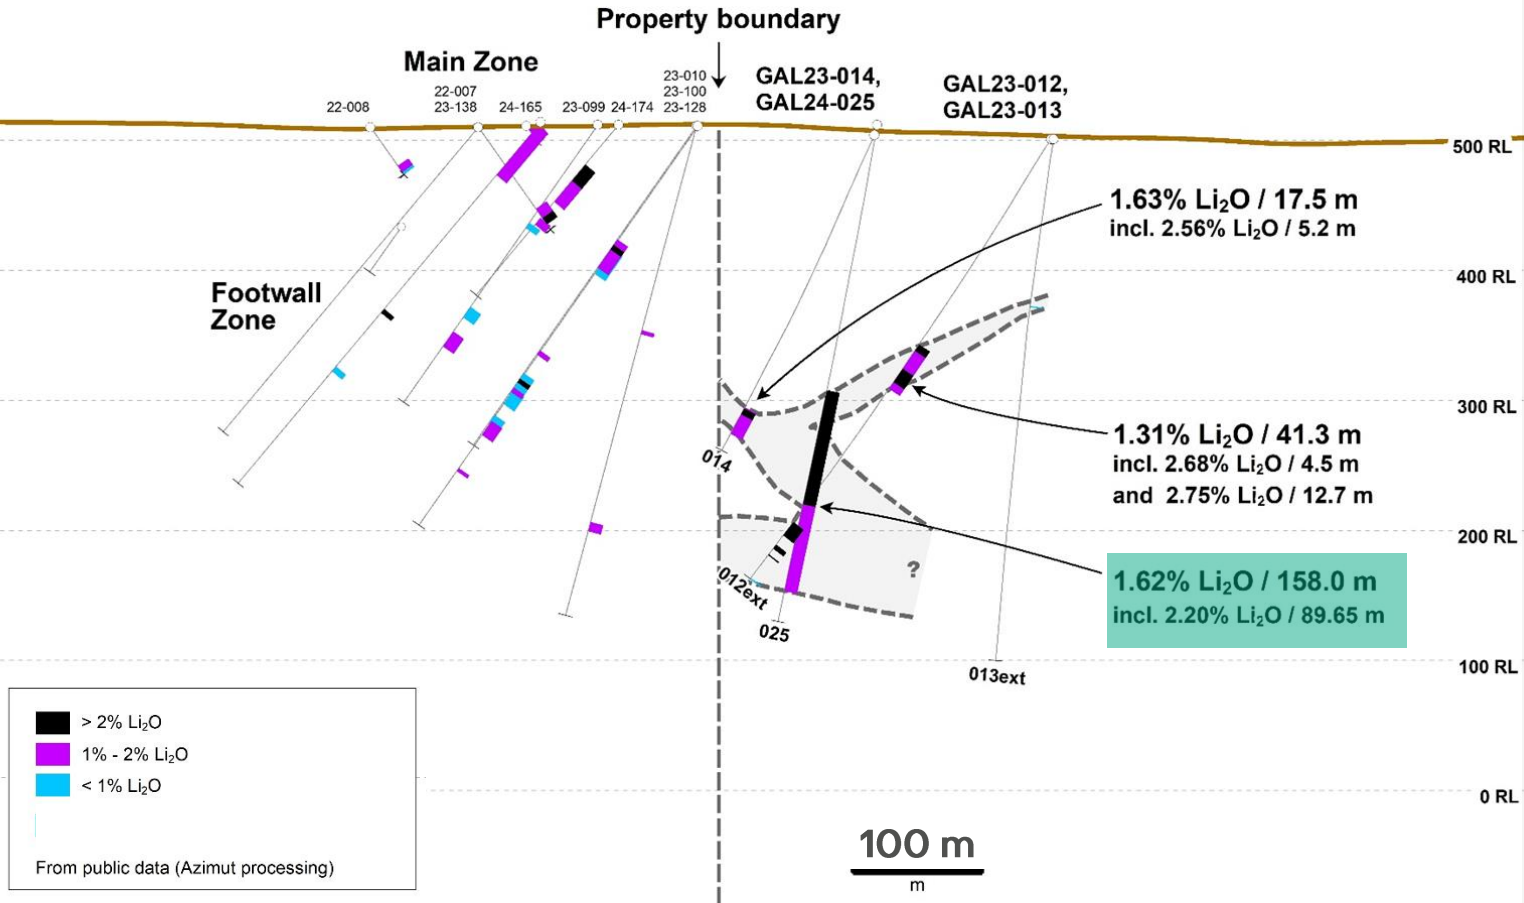 Property boundary
Main Zone
22-008
22-007
23-138
24-165
23-099
24-174
23-010
23-100
23-128
GAL23-014,
GAL24-025
GAL23-012,
GAL23-013
500 RL
1.63% Li₂O / 17.5 m
incl. 2.56% Li₂O / 5.2 m
400 RL
Footwall
Zone
300 RL
1.31% Li₂O / 41.3 m
incl. 2.68% Li₂O / 4.5 m
and 2.75% Li₂O / 12.7 m
014
200 RL
?
1.62% Li₂O / 158.0 m
incl. 2.20% Li₂O / 89.65 m
012ext
025
100 RL
013ext
> 2% Li₂O
1% - 2% Li₂O
< 1% Li₂O
From public data (Azimut processing)
0 RL
100 m
m